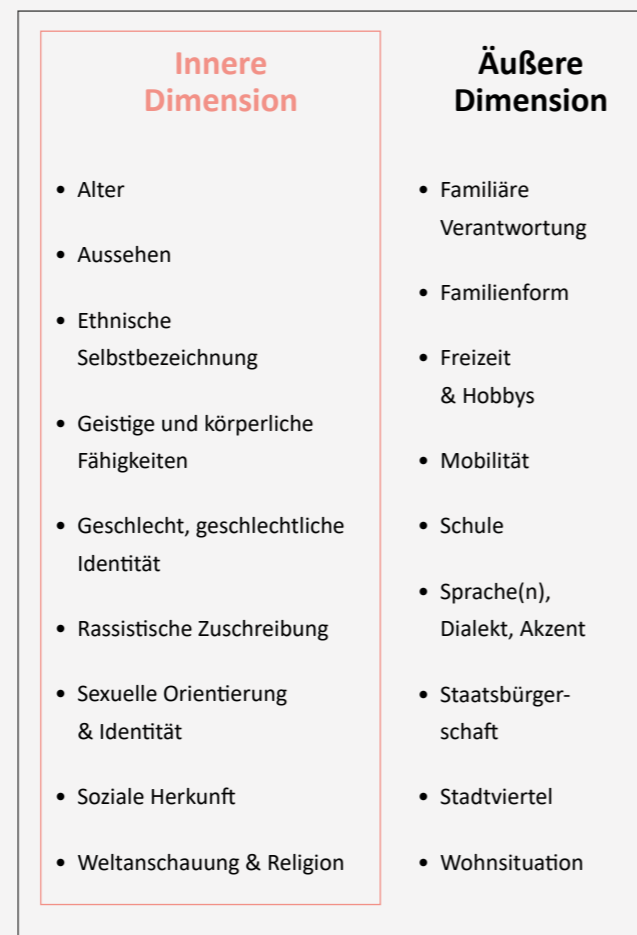 Innere
Dimension
• Alter
• Aussehen
• Ethnische
Selbstbezeichnung
• Geistige und körperliche
Fähigkeiten
• Geschlecht, geschlechtliche
Identität
• Rassistische Zuschreibung
• Sexuelle Orientierung
& Identität
• Soziale Herkunft
• Weltanschauung & Religion
Äußere
Dimension
• Familiäre
Verantwortung
• Familienform
• Freizeit
& Hobbys
• Mobilität
• Schule
• Sprache(n),
Dialekt, Akzent
• Staatsbürger-
schaft
• Stadtviertel
• Wohnsituation